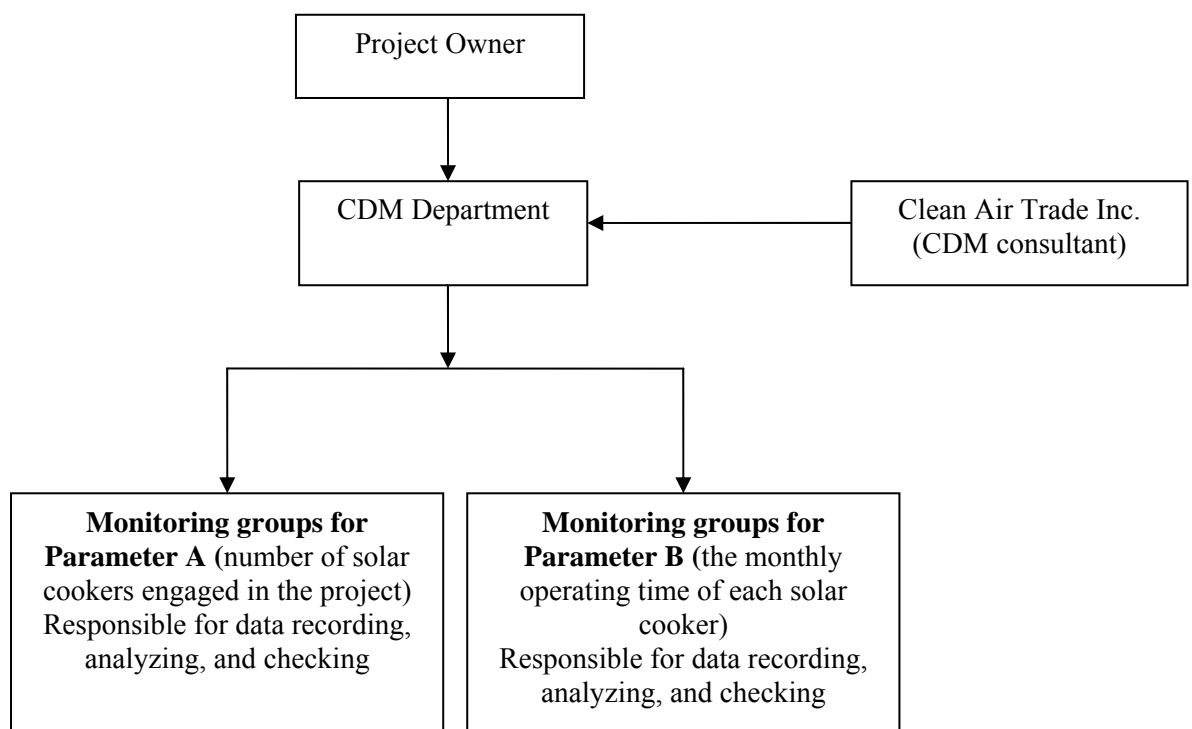 Project Owner
CDM Department
Clean Air Trade Inc.
(CDM consultant)
Monitoring groups for
Parameter A (number of solar
cookers engaged in the project)
Responsible for data recording,
analyzing, and checking
Monitoring groups for
Parameter B (the monthly
operating time of each solar
cooker)
Responsible for data recording,
analyzing, and checking